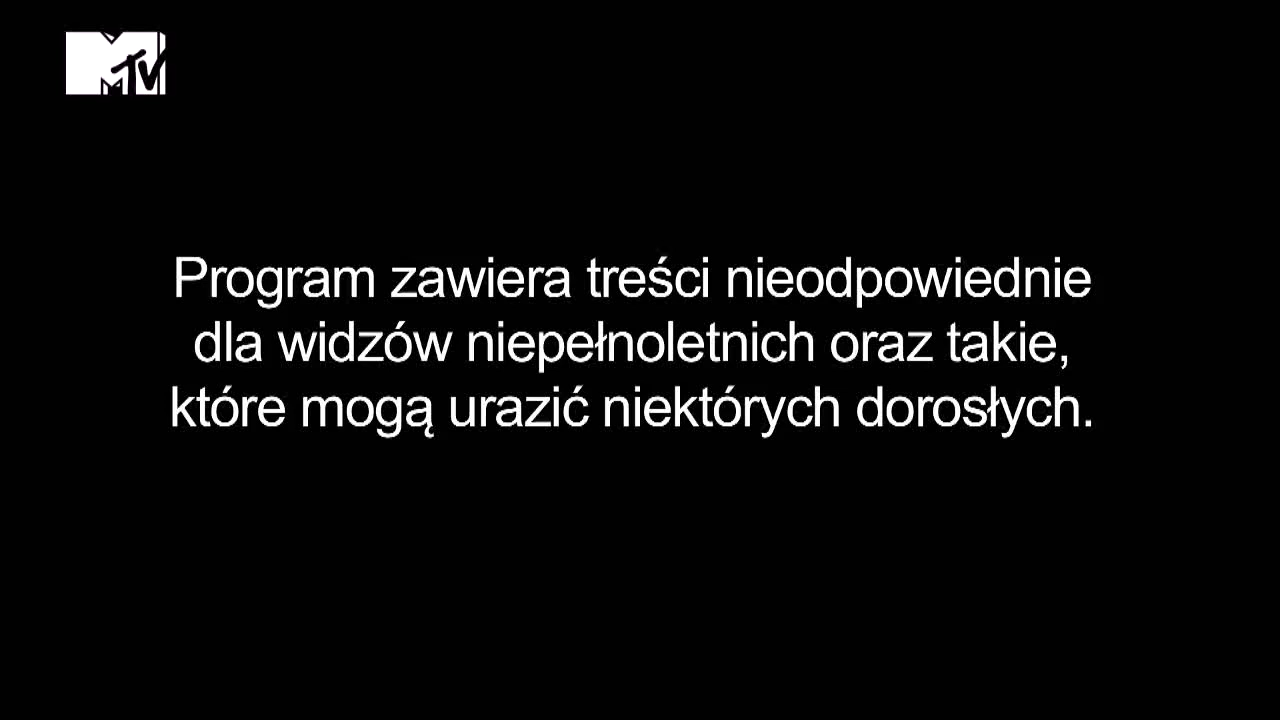 MTV
Program zawiera treści nieodpowiednie
dla widzów niepełnoletnich oraz takie,
które mogą urazić niektórych dorosłych.